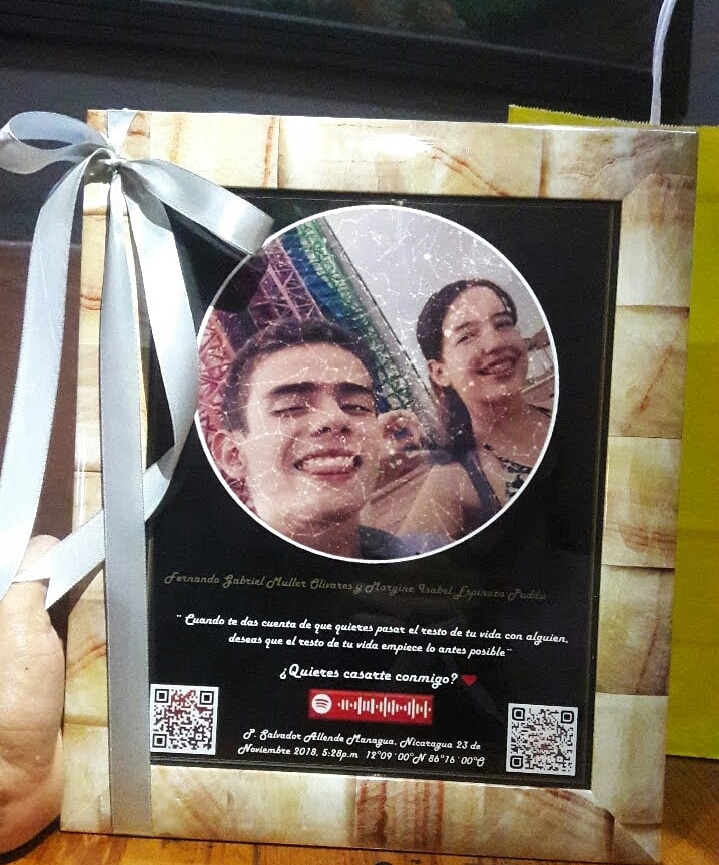 Fernando Gabriel Muller Olivares y Margine Isabel Espinoza Puddu
¨Cuando te das cuenta de que quieres pasar el resto de tu vida con alguien,
deseas que el resto de tu vida empiece lo antes posible¨
¿Quieres casarte conmigo?
P. Salvador Allende Managua, Nicaragua 23 de
Noviembre 2018, 5:28p.m 12°09´00¨N 86°16´00¨O